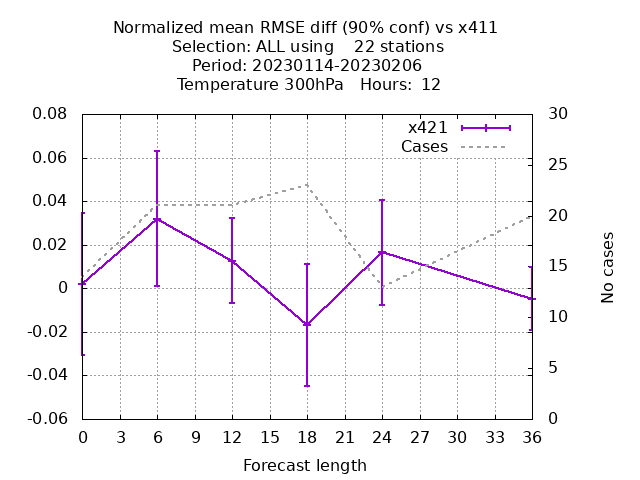 Normalized mean RMSE diff (90% conf) vs x411
Selection: ALL using    22 stations
Period: 20230114-20230206
Temperature 300hPa   Hours:  12
x421
Cases
0.08
0.06
0.04
0.02
0
-0.02
-0.04
-0.06
30
25
20
15
10
5
0
No cases
0 3 6 9 12 15 18 21 24 27 30 33 36
Forecast length